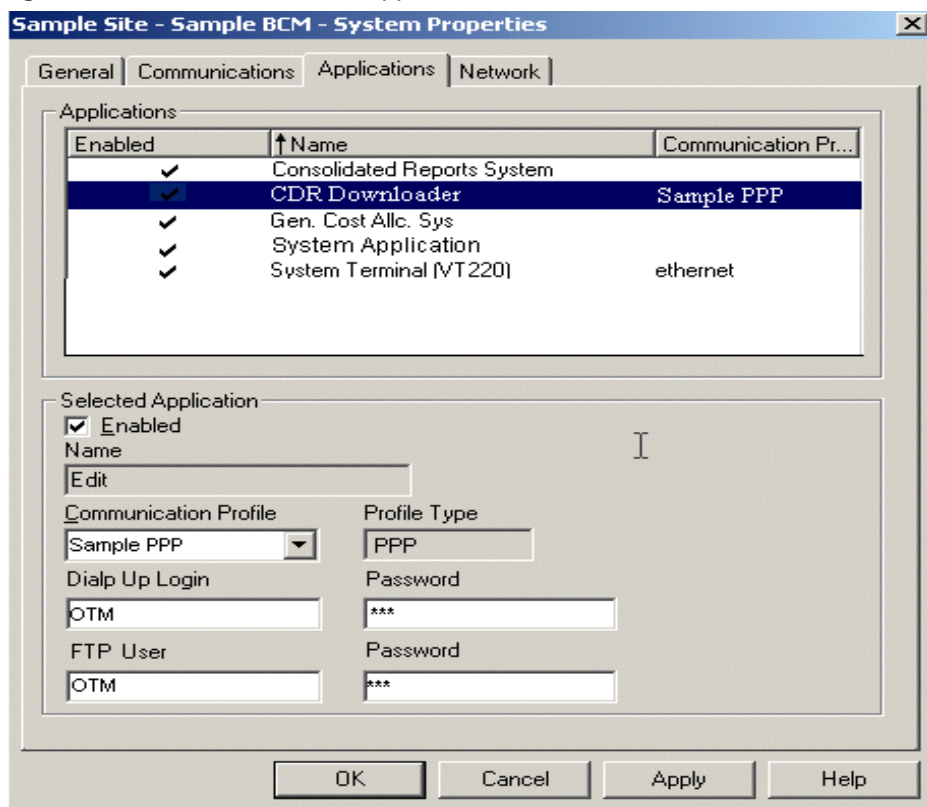 Sample Site - Sample BCM - System Properties
General Communications Applications Network
Applications
Enabled Name Communication Pr...
Consolidated Reports System
CDR Downloader Sample PPP
Gen. Cost Allc. Sys
System Application
System Terminal (VT220) ethernet
Selected Application
Enabled
Name
Edit
Communication Profile Profile Type
Sample PPP PPP
Dialp Up Login Password
OTM ***
FTP User Password
OTM ***
OK Cancel Apply Help